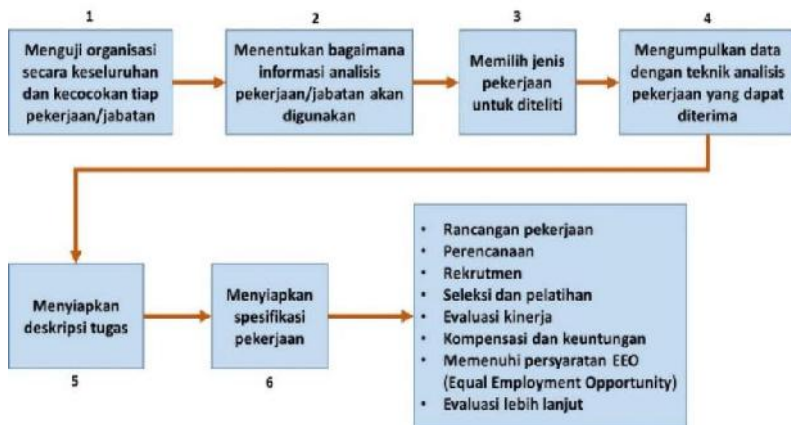 1
Menguji organisasi
secara keseluruhan
dan kecocokan tiap
pekerjaan/jabatan
2
Menentukan bagaimana
informasi analisis
pekerjaan/jabatan akan
digunakan
3
Memilih jenis
pekerjaan
untuk diteliti
4
Mengumpulkan data
dengan teknik analisis
pekerjaan yang dapat
diterima
Menyiapkan
deskripsi tugas
5
Menyiapkan
spesifikasi
pekerjaan
6
• Rancangan pekerjaan
• Perencanaan
• Rekrutmen
• Seleksi dan pelatihan
• Evaluasi kinerja
• Kompensasi dan keuntungan
• Memenuhi persyaratan EEO
(Equal Employment Opportunity)
• Evaluasi lebih lanjut